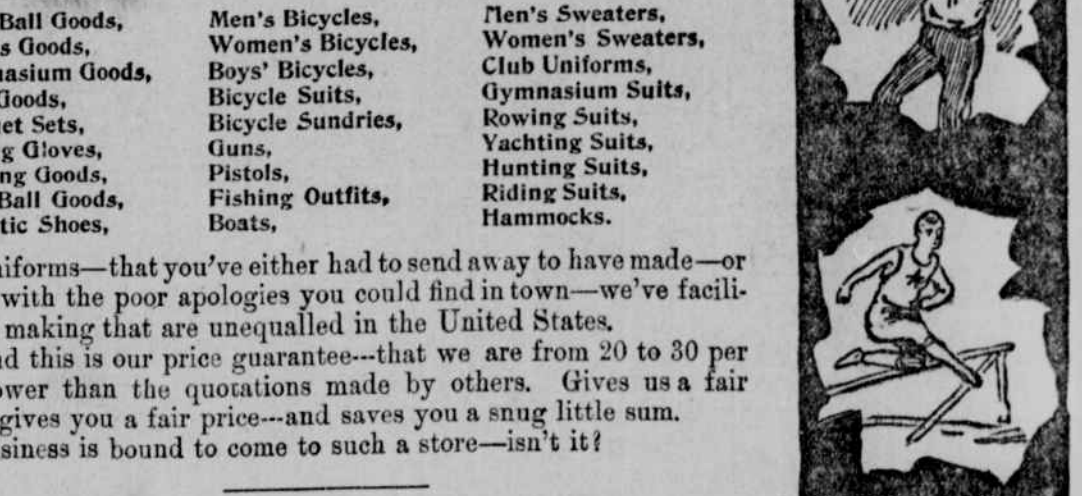 Ball Goods, Men's Bicycles, Men's Sweaters,
s Goods, Women's Bicycles, Women's Sweaters,
nasium Goods, Boys' Bicycles, Club Uniforms,
Goods, Bicycle Suits, Gymnasium Suits,
et Sets, Bicycle Sundries, Rowing Suits,
g Gloves, Guns, Yachting Suits,
ng Goods, Pistols, Hunting Suits,
Ball Goods, Fishing Outfits, Riding Suits,
tic Shoes, Boats, Hammocks.
niforms—that you've either had to send away to have made—or
with the poor apologies you could find in town—we've facili-
making that are unequalled in the United States.
nd this is our price guarantee---that we are from 20 to 30 per
ower than the quotations made by others. Gives us a fair
gives you a fair price---and saves you a snug little sum.
siness is bound to come to such a store—isn't it?